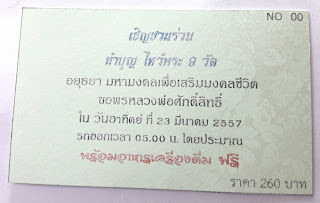 NO 00
เชิญชวนร่วม
ทำบุญ ไหว้พระ 9 วัด
อยุธยา มหามงคลเพื่อเสริมมงคลชีวิต
ขอพรหลวงพ่อศักดิ์สิทธิ์
ใน วันอาทิตย์ ที่ 23 มีนาคม 2557
รถออกเวลา 05.00 น. โดยประมาณ
พร้อมอาหารเครื่องดื่ม ฟรี
ราคา 260 บาท